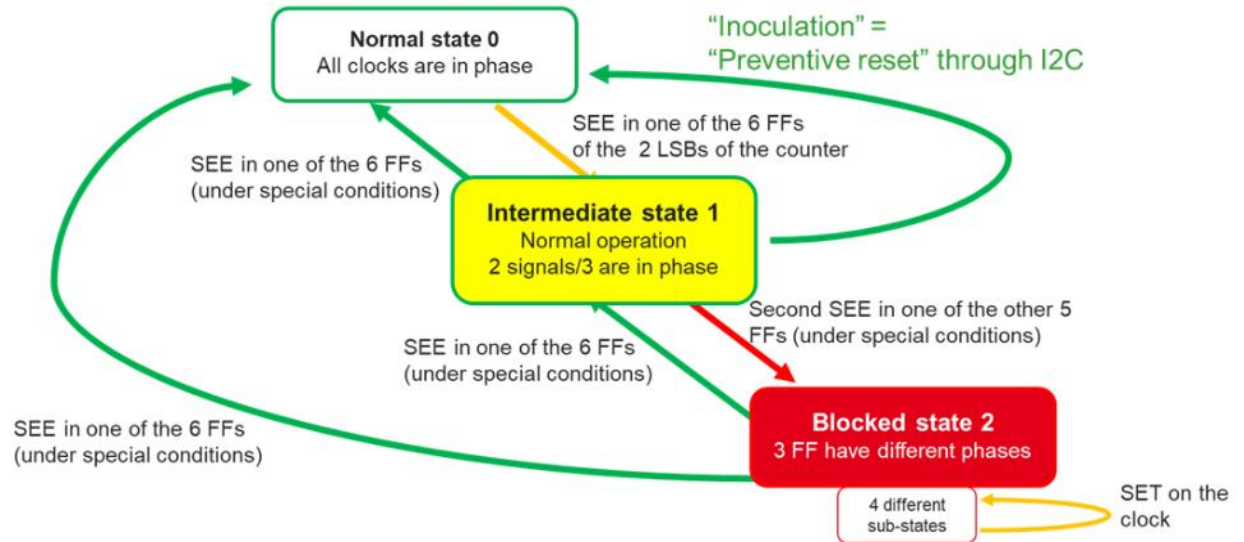 Normal state 0
All clocks are in phase
“Inoculation” =
“Preventive reset” through I2C
SEE in one of the 6 FFs
of the 2 LSBs of the counter
SEE in one of the 6 FFs
(under special conditions)
Intermediate state 1
Normal operation
2 signals/3 are in phase
Second SEE in one of the other 5
FFs (under special conditions)
SEE in one of the 6 FFs
(under special conditions)
Blocked state 2
3 FF have different phases
SEE in one of the 6 FFs
(under special conditions)
4 different
sub-states
SET on the
clock